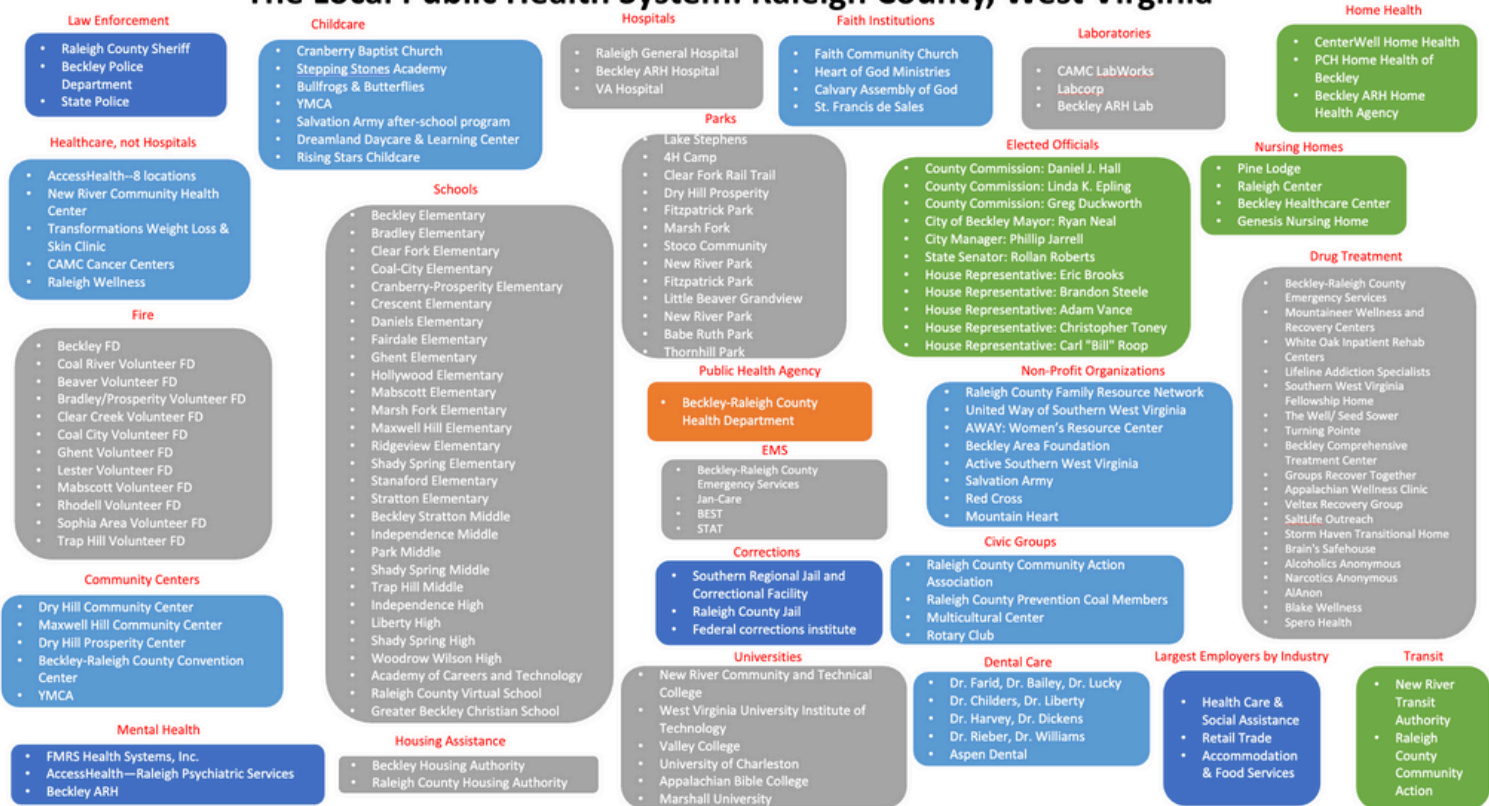 The Local Public Health System: Raleigh County, West Virginia
Law Enforcement
• Raleigh County Sheriff
• Beckley Police
Department
• State Police
Childcare
• Cranberry Baptist Church
• Stepping Stones Academy
• Bullfrogs & Butterflies
• YMCA
• Salvation Army after-school program
• Dreamland Daycare & Learning Center
• Rising Stars Childcare
Hospitals
• Raleigh General Hospital
• Beckley ARH Hospital
• VA Hospital
Faith Institutions
• Faith Community Church
• Heart of God Ministries
• Calvary Assembly of God
• St. Francis de Sales
Laboratories
• CAMC LabWorks
• Labcorp
• Beckley ARH Lab
Home Health
• CenterWell Home Health
• PCH Home Health of
Beckley
• Beckley ARH Home
Health Agency
Healthcare, not Hospitals
• AccessHealth--8 locations
• New River Community Health
Center
• Transformations Weight Loss &
Skin Clinic
• CAMC Cancer Centers
• Raleigh Wellness
Schools
• Beckley Elementary
• Bradley Elementary
• Clear Fork Elementary
• Coal-City Elementary
• Cranberry-Prosperity Elementary
• Crescent Elementary
• Daniels Elementary
• Fairdale Elementary
• Ghent Elementary
• Hollywood Elementary
• Mabscott Elementary
• Marsh Fork Elementary
• Maxwell Hill Elementary
• Ridgeview Elementary
• Shady Spring Elementary
• Stanaford Elementary
• Stratton Elementary
• Beckley Stratton Middle
• Independence Middle
• Park Middle
• Shady Spring Middle
• Trap Hill Middle
• Independence High
• Liberty High
• Shady Spring High
• Woodrow Wilson High
• Academy of Careers and Technology
• Raleigh County Virtual School
• Greater Beckley Christian School
Parks
• Lake Stephens
• 4H Camp
• Clear Fork Rail Trail
• Dry Hill Prosperity
• Fitzpatrick Park
• Marsh Fork
• Stoco Community
• New River Park
• Fitzpatrick Park
• Little Beaver Grandview
• New River Park
• Babe Ruth Park
• Thornhill Park
Elected Officials
• County Commission: Daniel J. Hall
• County Commission: Linda K. Epling
• County Commission: Greg Duckworth
• City of Beckley Mayor: Ryan Neal
• City Manager: Phillip Jarrell
• State Senator: Rollan Roberts
• House Representative: Eric Brooks
• House Representative: Brandon Steele
• House Representative: Adam Vance
• House Representative: Christopher Toney
• House Representative: Carl "Bill" Roop
Nursing Homes
• Pine Lodge
• Raleigh Center
• Beckley Healthcare Center
• Genesis Nursing Home
Drug Treatment
• Beckley-Raleigh County
Emergency Services
• Mountaineer Wellness and
Recovery Centers
• White Oak Inpatient Rehab
Centers
• Lifeline Addiction Specialists
• Southern West Virginia
Fellowship Home
• The Well/ Seed Sower
• Turning Pointe
• Beckley Comprehensive
Treatment Center
• Groups Recover Together
• Appalachian Wellness Clinic
• Veltex Recovery Group
• SaltLife Outreach
• Storm Haven Transitional Home
• Brain's Safehouse
• Alcoholics Anonymous
• Narcotics Anonymous
• AlAnon
• Blake Wellness
• Spero Health
Fire
• Beckley FD
• Coal River Volunteer FD
• Beaver Volunteer FD
• Bradley/Prosperity Volunteer FD
• Clear Creek Volunteer FD
• Coal City Volunteer FD
• Ghent Volunteer FD
• Lester Volunteer FD
• Mabscott Volunteer FD
• Rhodell Volunteer FD
• Sophia Area Volunteer FD
• Trap Hill Volunteer FD
Public Health Agency
• Beckley-Raleigh County
Health Department
Non-Profit Organizations
• Raleigh County Family Resource Network
• United Way of Southern West Virginia
• AWAY: Women's Resource Center
• Beckley Area Foundation
• Active Southern West Virginia
• Salvation Army
• Red Cross
• Mountain Heart
EMS
• Beckley-Raleigh County
Emergency Services
• Jan-Care
• BEST
• STAT
Corrections
• Southern Regional Jail and
Correctional Facility
• Raleigh County Jail
• Federal corrections institute
Civic Groups
• Raleigh County Community Action
Association
• Raleigh County Prevention Coal Members
• Multicultural Center
• Rotary Club
Community Centers
• Dry Hill Community Center
• Maxwell Hill Community Center
• Dry Hill Prosperity Center
• Beckley-Raleigh County Convention
Center
• YMCA
Universities
• New River Community and Technical
College
• West Virginia University Institute of
Technology
• Valley College
• University of Charleston
• Appalachian Bible College
• Marshall University
Dental Care
• Dr. Farid, Dr. Bailey, Dr. Lucky
• Dr. Childers, Dr. Liberty
• Dr. Harvey, Dr. Dickens
• Dr. Rieber, Dr. Williams
• Aspen Dental
Largest Employers by Industry
• Health Care &
Social Assistance
• Retail Trade
• Accommodation
& Food Services
Transit
• New River
Transit
Authority
• Raleigh
County
Community
Action
Mental Health
• FMRS Health Systems, Inc.
• AccessHealth—Raleigh Psychiatric Services
• Beckley ARH
Housing Assistance
• Beckley Housing Authority
• Raleigh County Housing Authority